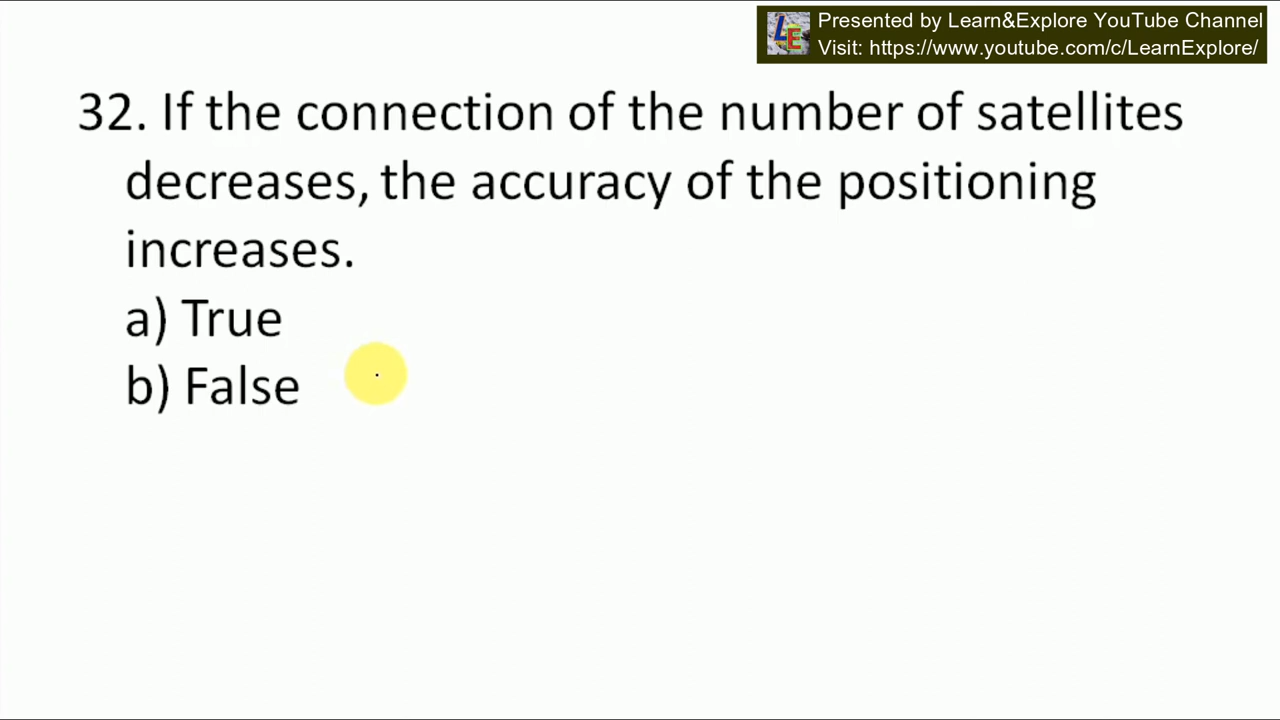 Presented by Learn&Explore YouTube Channel
Visit: https://www.youtube.com/c/LearnExplore/
LE
32. If the connection of the number of satellites
decreases, the accuracy of the positioning
increases.
a) True
b) False